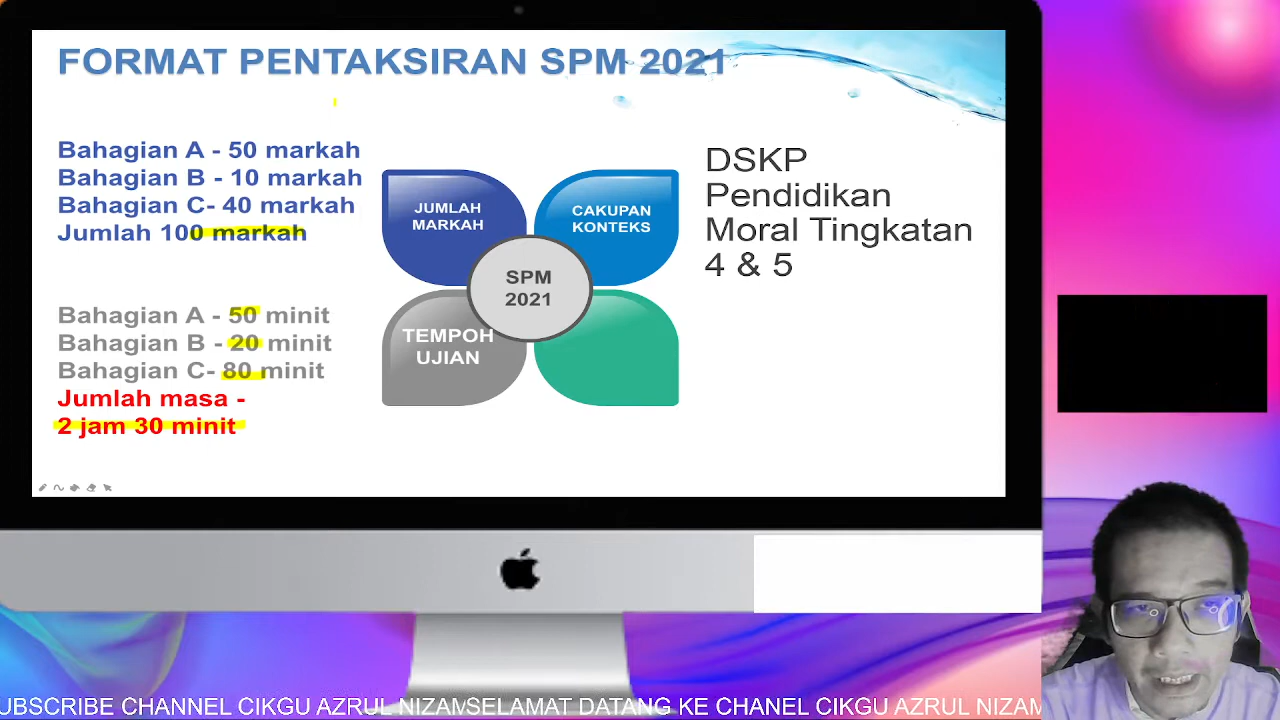 FORMAT PENTAKSIRAN SPM 2021
Bahagian A - 50 markah
Bahagian B - 10 markah
Bahagian C- 40 markah
Jumlah 100 markah
Bahagian A - 50 minit
Bahagian B - 20 minit
Bahagian C- 80 minit
Jumlah masa -
2 jam 30 minit
JUMLAH
MARKAH
CAKUPAN
KONTEKS
SPM
2021
TEMPOH
UJIAN
DSKP
Pendidikan
Moral Tingkatan
4 & 5
UBSCRIBE CHANNEL CIKGU AZRUL NIZAMSELAMAT DATANG KE CHANEL CIKGU AZRUL NIZAM